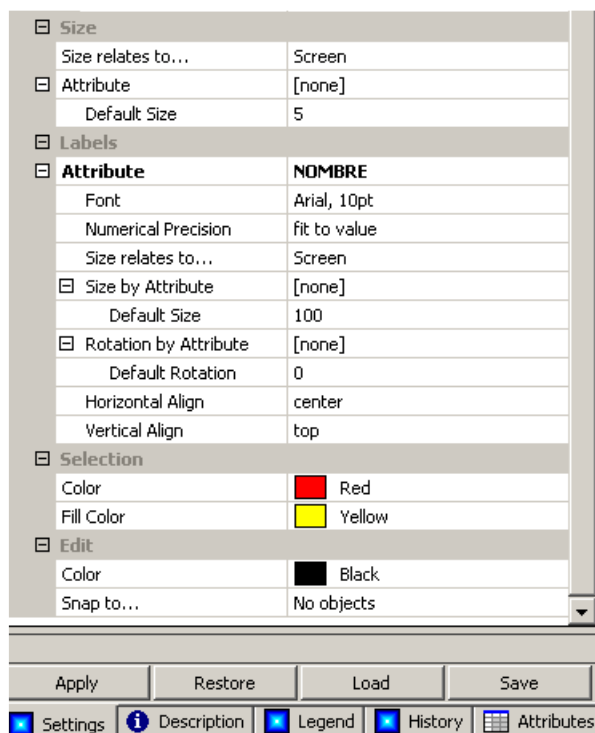 Size
Size relates to... Screen
Attribute [none]
Default Size 5
Labels
Attribute NOMBRE
Font Arial, 10pt
Numerical Precision fit to value
Size relates to... Screen
Size by Attribute [none]
Default Size 100
Rotation by Attribute [none]
Default Rotation 0
Horizontal Align center
Vertical Align top
Selection
Color Red
Fill Color Yellow
Edit
Color Black
Snap to... No objects
Apply Restore Load Save
Settings Description Legend History Attributes